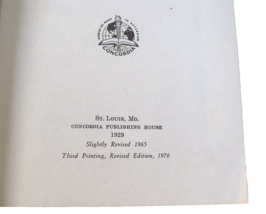 CONCORDIA
St. Louis, Mo.
CONCORDIA PUBLISHING HOUSE
1929
Slightly Revised 1965
Third Printing, Revised Edition, 1970